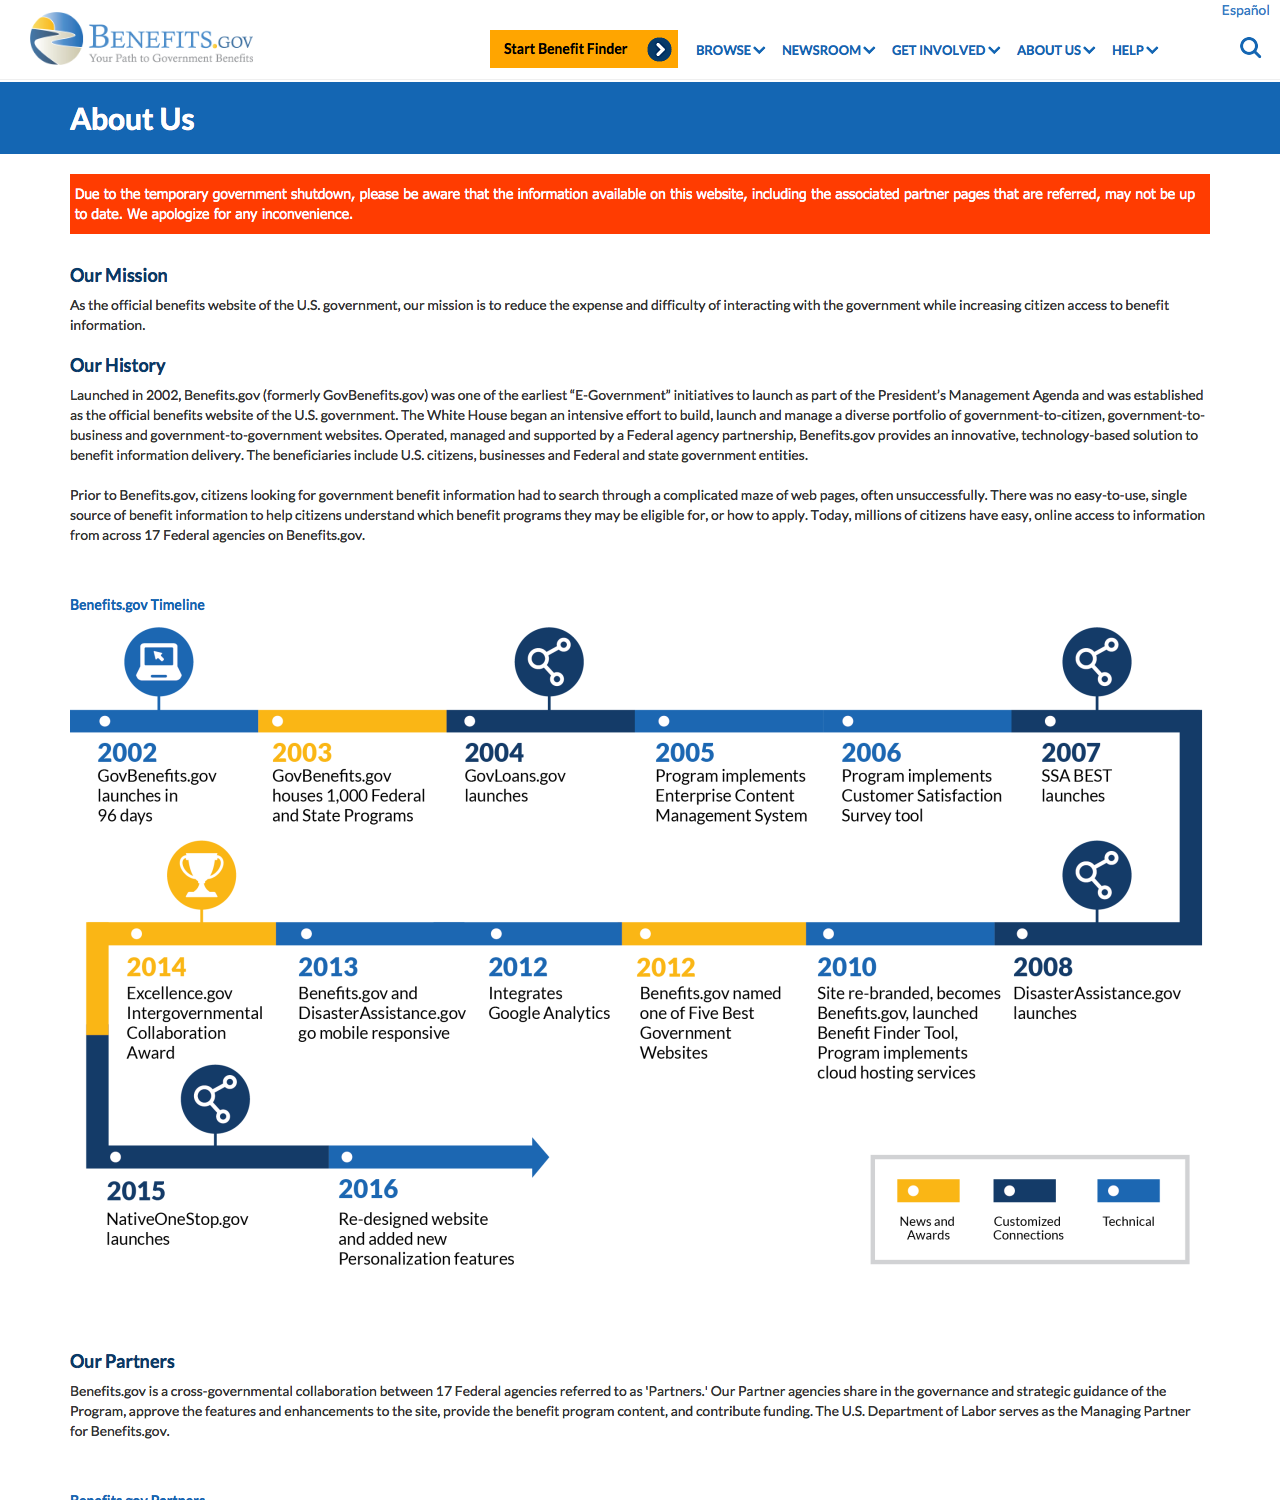 Español
BENEFITS.GOV
Your Path to Government Benefits
Start Benefit Finder
BROWSE
NEWSROOM
GET INVOLVED
ABOUT US
HELP
About Us
Due to the temporary government shutdown, please be aware that the information available on this website, including the associated partner pages that are referred, may not be up
to date. We apologize for any inconvenience.
Our Mission
As the official benefits website of the U.S. government, our mission is to reduce the expense and difficulty of interacting with the government while increasing citizen access to benefit
information.
Our History
Launched in 2002, Benefits.gov (formerly GovBenefits.gov) was one of the earliest “E-Government” initiatives to launch as part of the President’s Management Agenda and was established
as the official benefits website of the U.S. government. The White House began an intensive effort to build, launch and manage a diverse portfolio of government-to-citizen, government-to-
business and government-to-government websites. Operated, managed and supported by a Federal agency partnership, Benefits.gov provides an innovative, technology-based solution to
benefit information delivery. The beneficiaries include U.S. citizens, businesses and Federal and state government entities.
Prior to Benefits.gov, citizens looking for government benefit information had to search through a complicated maze of web pages, often unsuccessfully. There was no easy-to-use, single
source of benefit information to help citizens understand which benefit programs they may be eligible for, or how to apply. Today, millions of citizens have easy, online access to information
from across 17 Federal agencies on Benefits.gov.
Benefits.gov Timeline
2002
GovBenefits.gov
launches in
96 days
2003
GovBenefits.gov
houses 1,000 Federal
and State Programs
2004
GovLoans.gov
launches
2005
Program implements
Enterprise Content
Management System
2006
Program implements
Customer Satisfaction
Survey tool
2007
SSA BEST
launches
2014
Excellence.gov
Intergovernmental
Collaboration
Award
2013
Benefits.gov and
DisasterAssistance.gov
go mobile responsive
2012
Integrates
Google Analytics
2012
Benefits.gov named
one of Five Best
Government
Websites
2010
Site re-branded, becomes
Benefits.gov, launched
Benefit Finder Tool,
Program implements
cloud hosting services
2008
DisasterAssistance.gov
launches
2015
NativeOneStop.gov
launches
2016
Re-designed website
and added new
Personalization features
News and
Awards
Customized
Connections
Technical
Our Partners
Benefits.gov is a cross-governmental collaboration between 17 Federal agencies referred to as 'Partners.' Our Partner agencies share in the governance and strategic guidance of the
Program, approve the features and enhancements to the site, provide the benefit program content, and contribute funding. The U.S. Department of Labor serves as the Managing Partner
for Benefits.gov.
Benefits.gov Partners